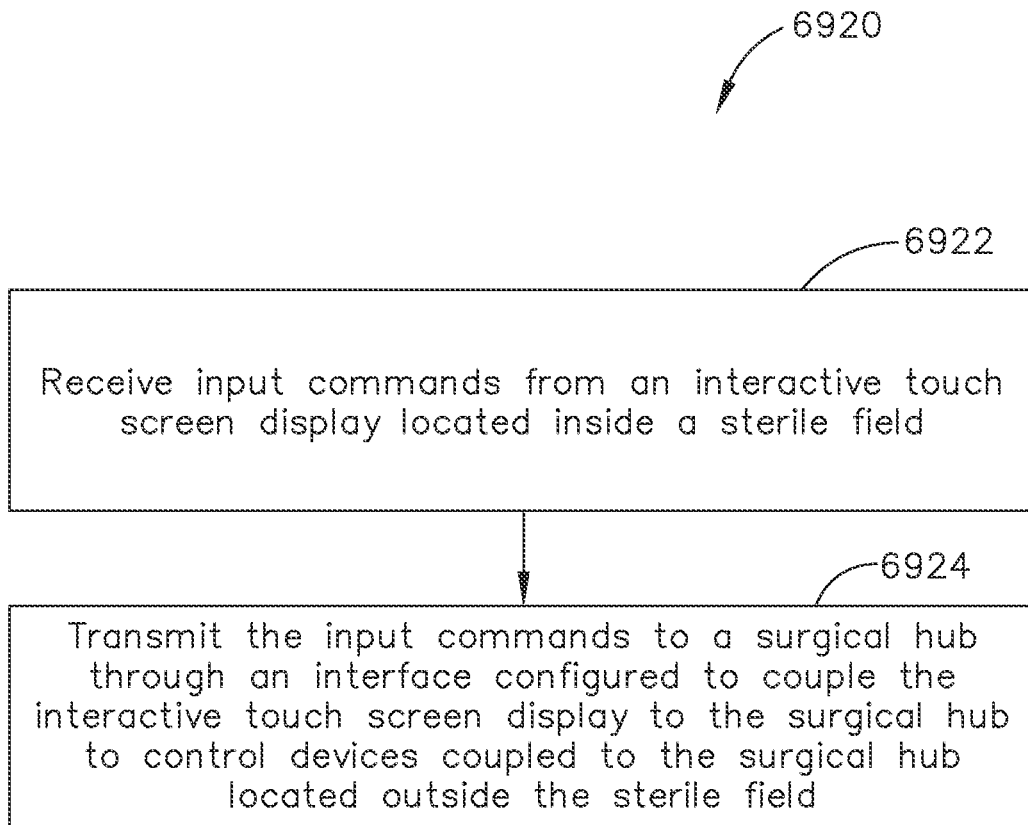 6920
6922
Receive input commands from an interactive touch
screen display located inside a sterile field
6924
Transmit the input commands to a surgical hub
through an interface configured to couple the
interactive touch screen display to the surgical hub
to control devices coupled to the surgical hub
located outside the sterile field